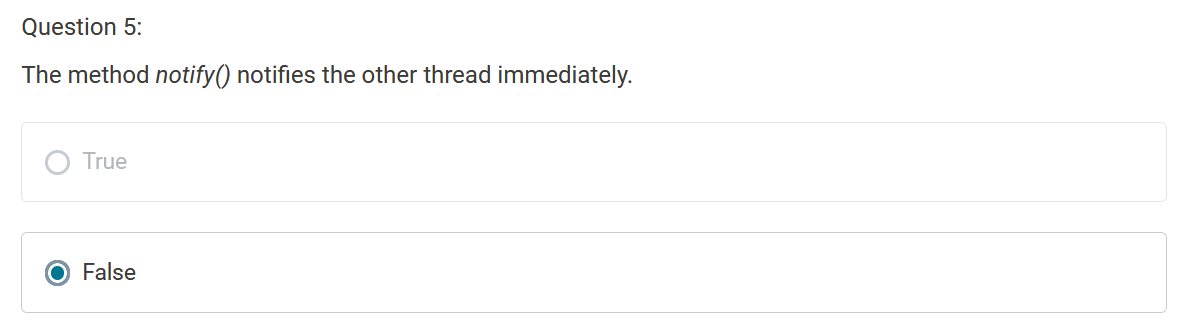 Question 5:
The method notify() notifies the other thread immediately.
True
False